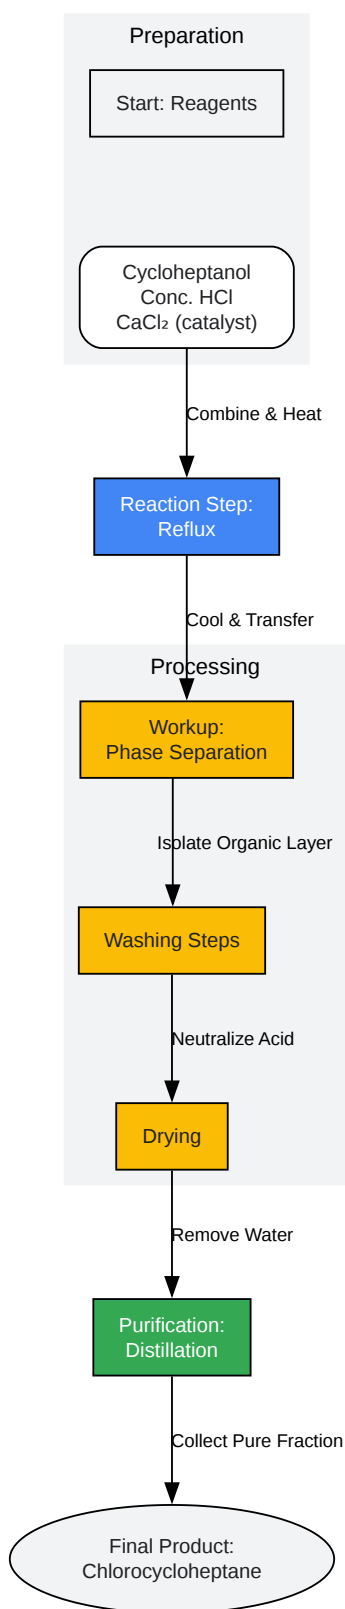 Preparation
Start: Reagents
Cycloheptanol
Conc. HCl
CaCl₂ (catalyst)
Combine & Heat
Reaction Step:
Reflux
Cool & Transfer
Processing
Workup:
Phase Separation
Isolate Organic Layer
Washing Steps
Neutralize Acid
Drying
Remove Water
Purification:
Distillation
Collect Pure Fraction
Final Product:
Chlorocycloheptane